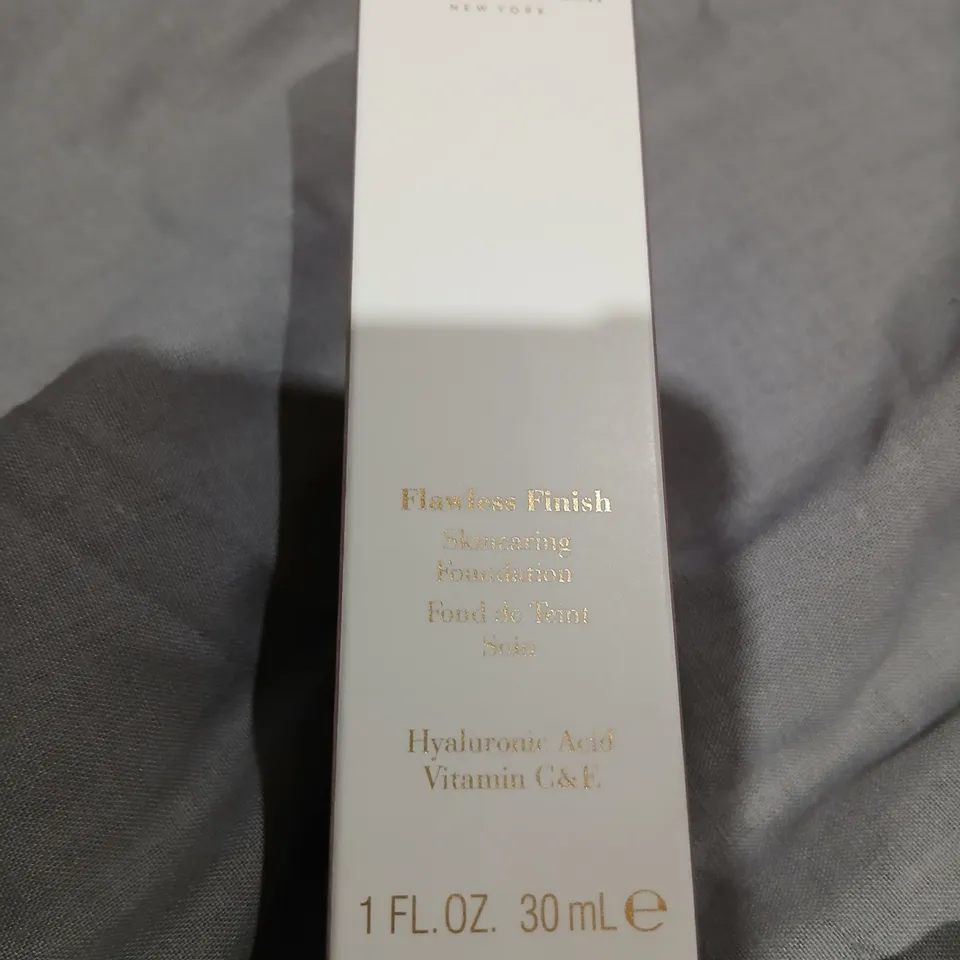 NEW YORK
Flawless Finish
Skincaring
Foundation
Fond de Teint
Soin
Hyaluronic Acid
Vitamin C&E
1 FL.OZ. 30 mL e